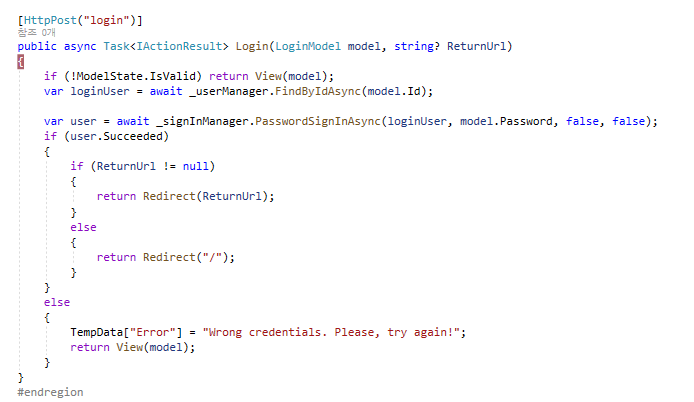 [HttpPost("login")]
참조 0개
public async Task<IActionResult> Login(LoginModel model, string? ReturnUrl)
{
if (!ModelState.IsValid) return View(model);
var loginUser = await _userManager.FindByIdAsync(model.Id);
var user = await _signInManager.PasswordSignInAsync(loginUser, model.Password, false, false);
if (user.Succeeded)
{
if (ReturnUrl != null)
{
return Redirect(ReturnUrl);
}
else
{
return Redirect("/");
}
}
else
{
TempData["Error"] = "Wrong credentials. Please, try again!";
return View(model);
}
}
#endregion